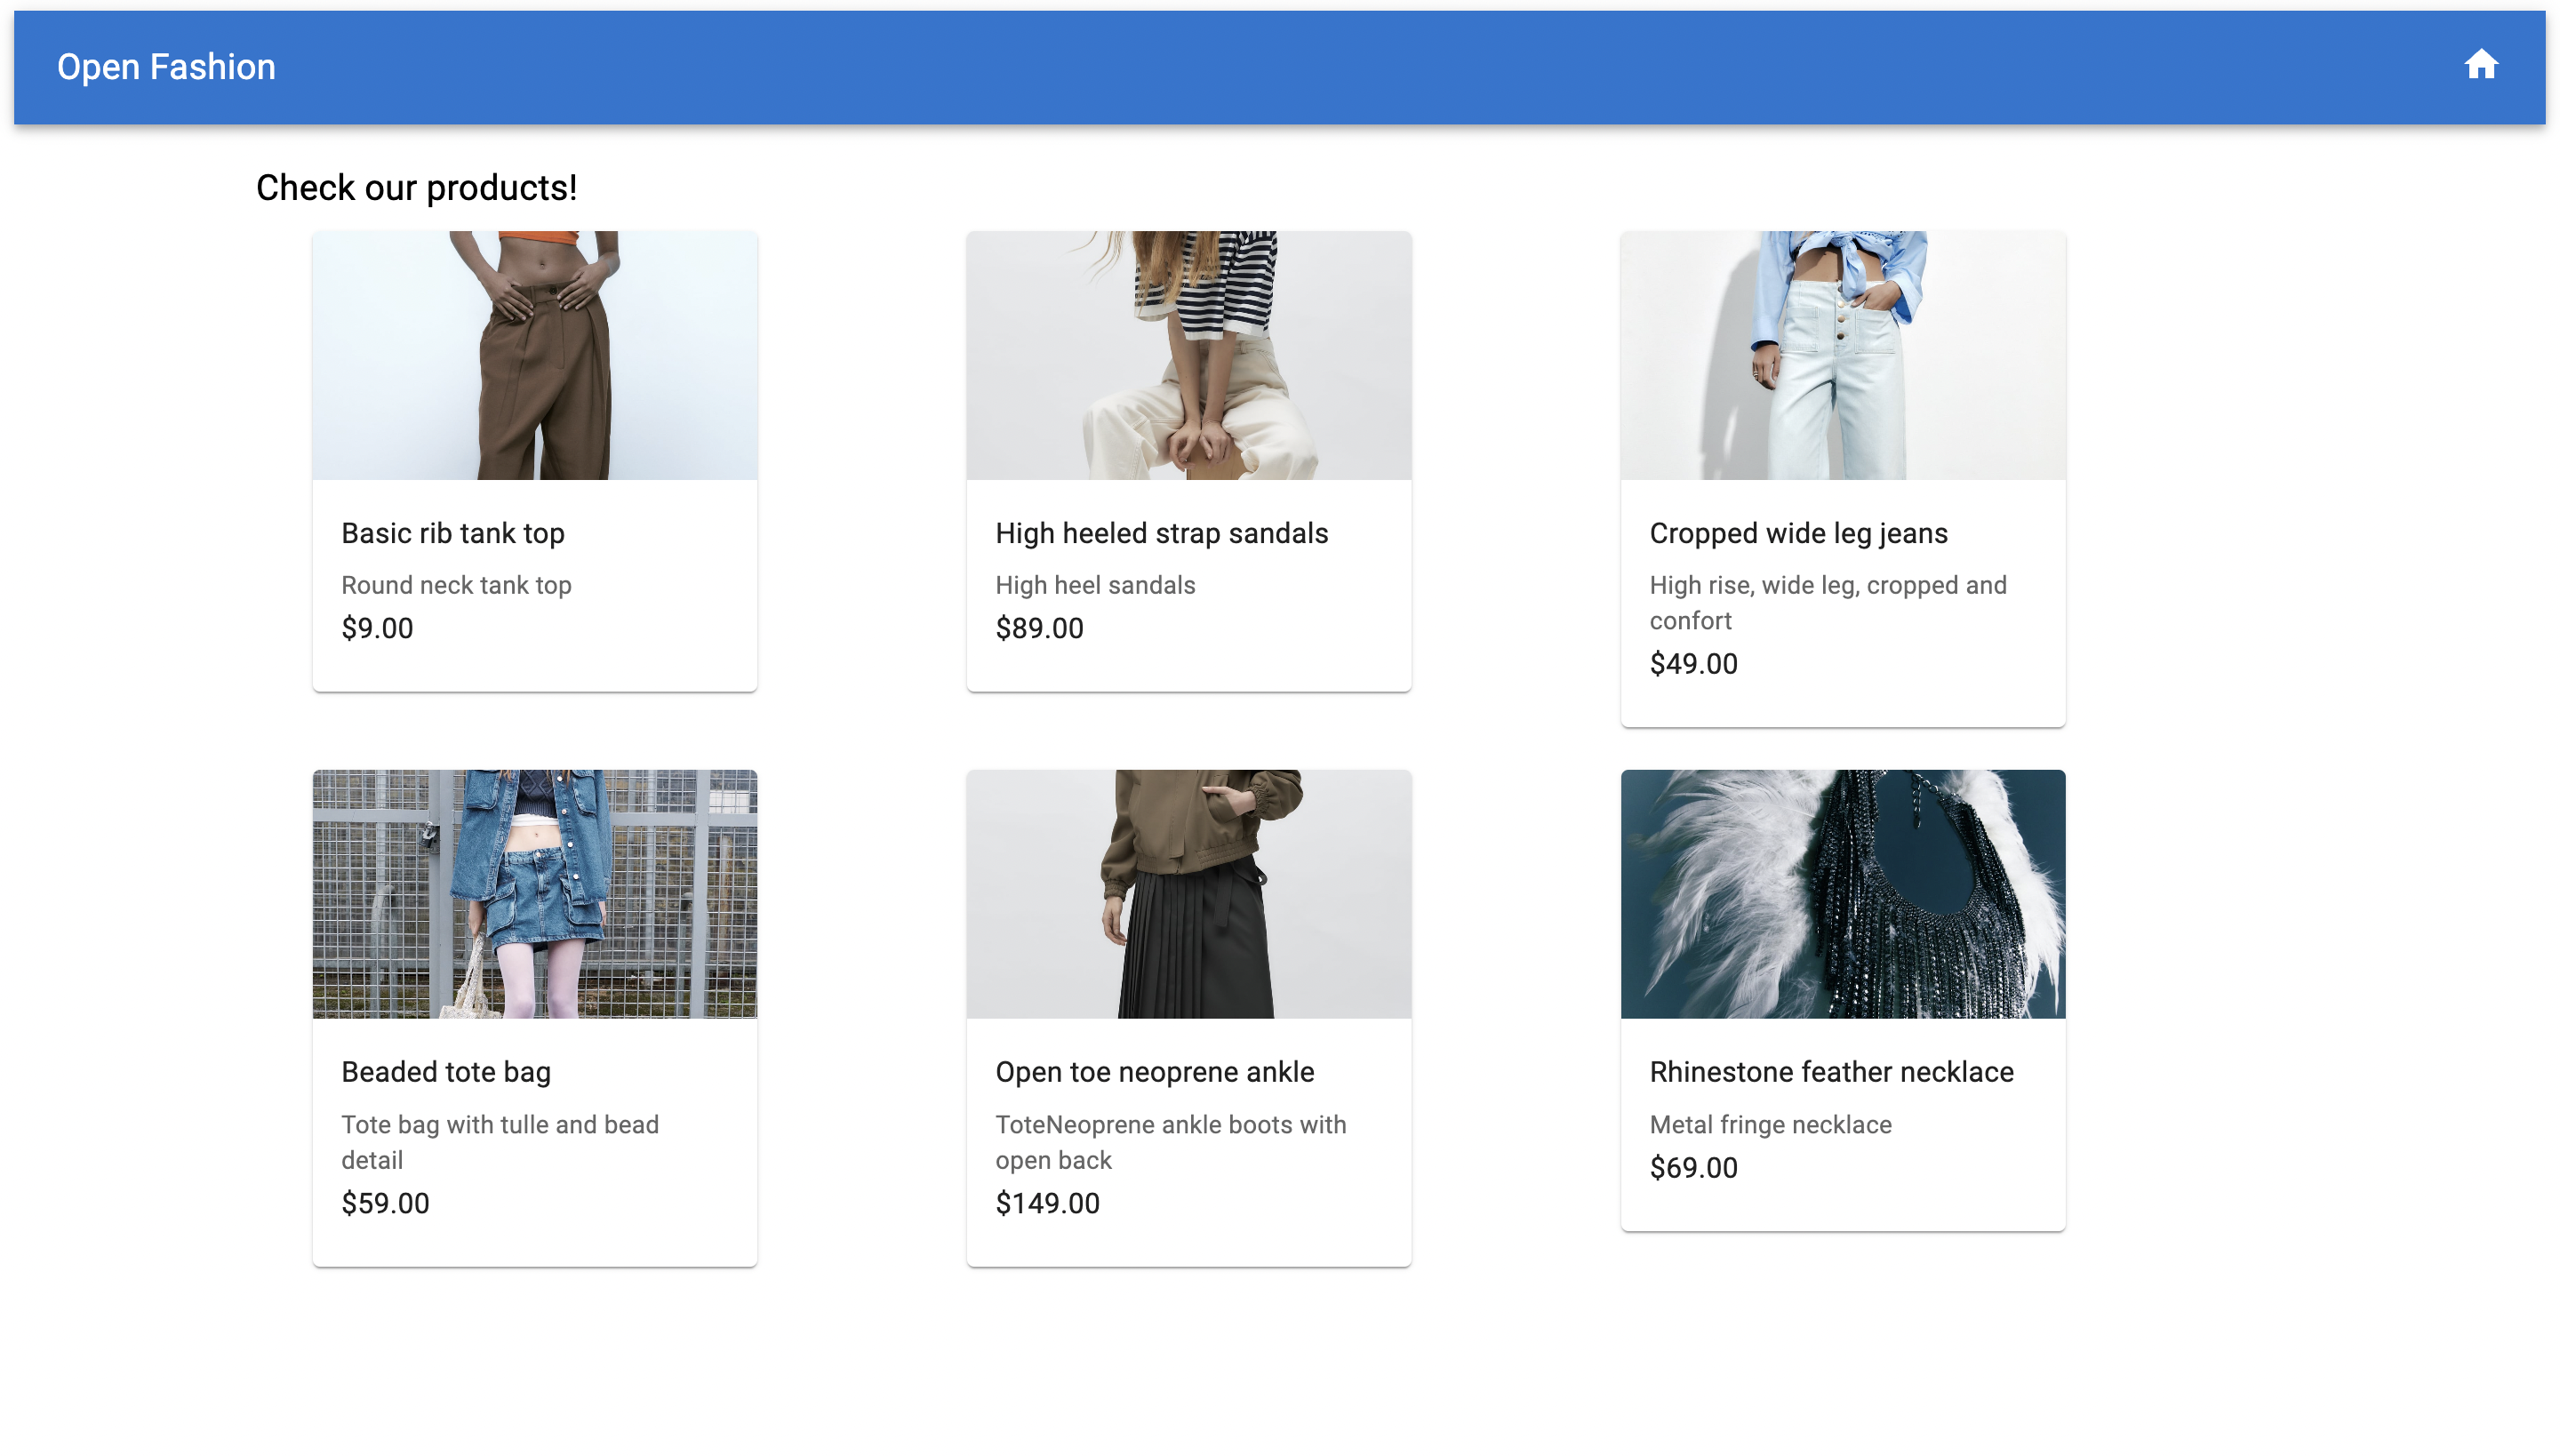 Open Fashion
Check our products!
Basic rib tank top
Round neck tank top
$9.00
High heeled strap sandals
High heel sandals
$89.00
Cropped wide leg jeans
High rise, wide leg, cropped and
confort
$49.00
Beaded tote bag
Tote bag with tulle and bead
detail
$59.00
Open toe neoprene ankle
ToteNeoprene ankle boots with
open back
$149.00
Rhinestone feather necklace
Metal fringe necklace
$69.00